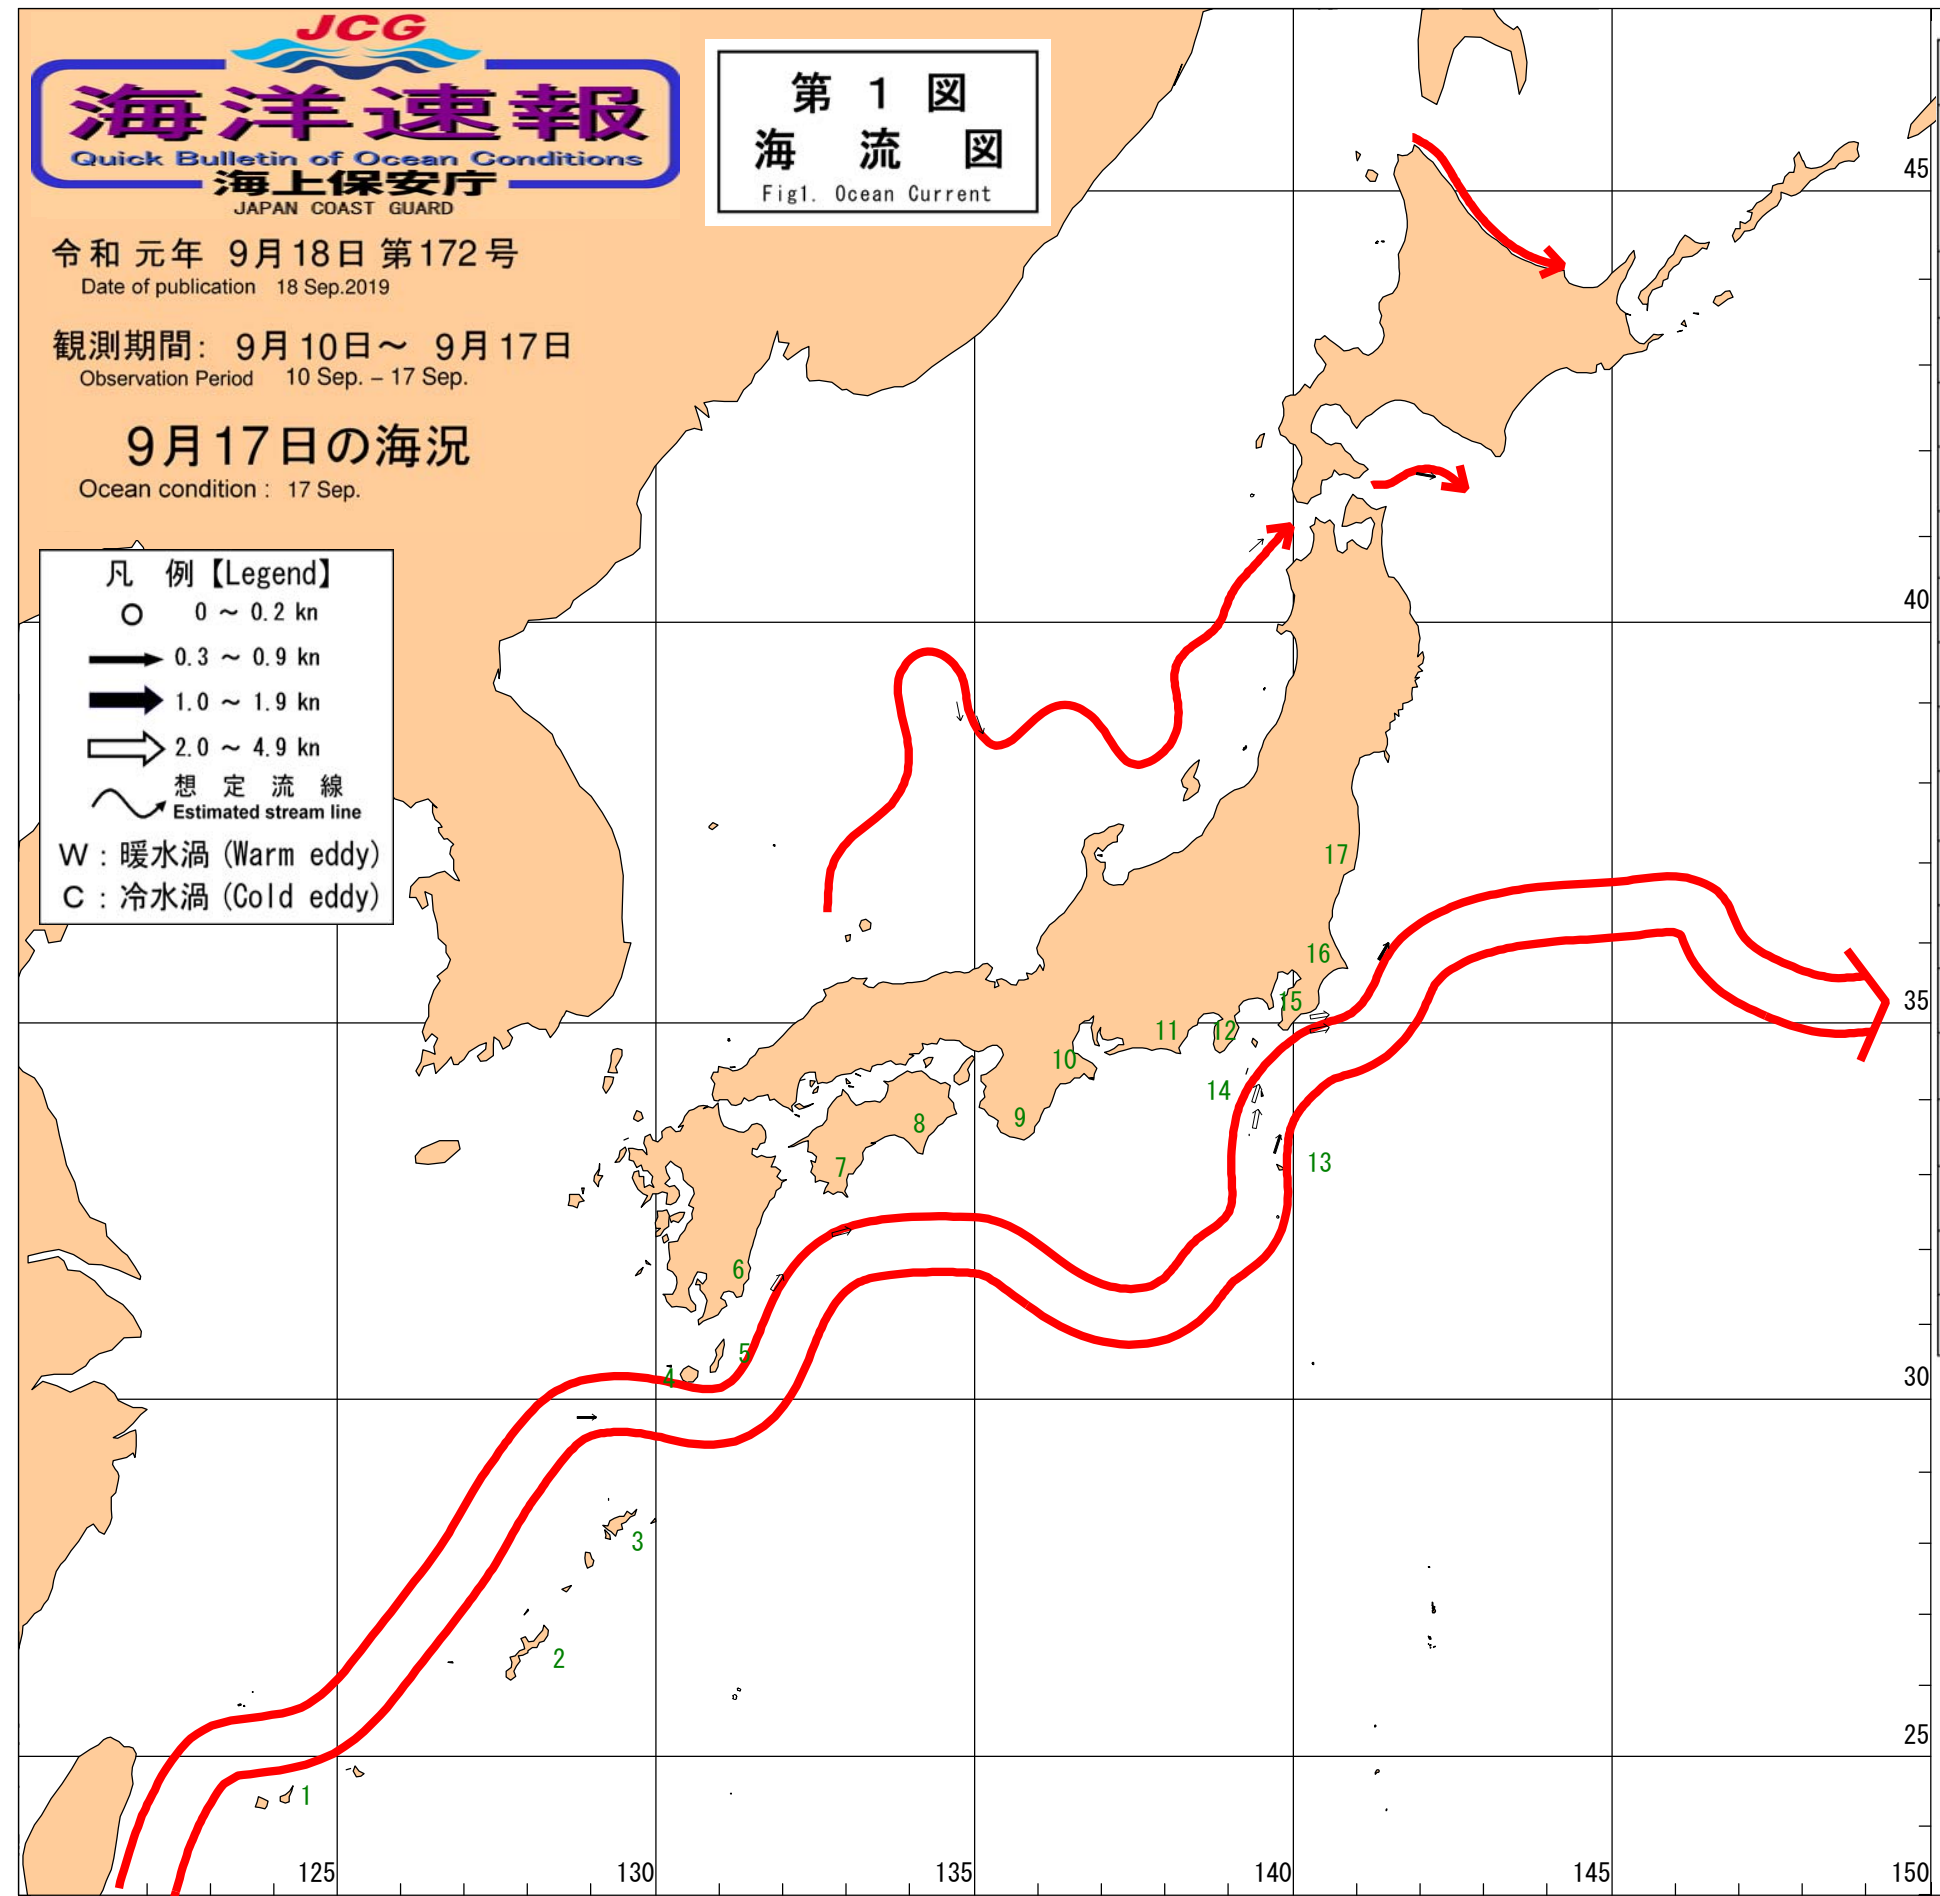 JCG
海洋速報
Quick Bulletin of Ocean Conditions
海上保安庁
JAPAN COAST GUARD
令和 元年 9月18日 第172号
Date of publication 18 Sep.2019
観測期間: 9月10日～ 9月17日
Observation Period 10 Sep. – 17 Sep.
9月17日の海況
Ocean condition : 17 Sep.
第 1 図
海 流 図
Fig1. Ocean Current
凡 例【Legend】
0 ～ 0.2 kn
0.3 ～ 0.9 kn
1.0 ～ 1.9 kn
2.0 ～ 4.9 kn
想 定 流 線
Estimated stream line
W : 暖水渦 (Warm eddy)
C : 冷水渦 (Cold eddy)
45
40
35
30
25
17
16
15
12
11
10
14
9
8
13
7
6
5
4
3
2
1
125
130
135
140
145
150